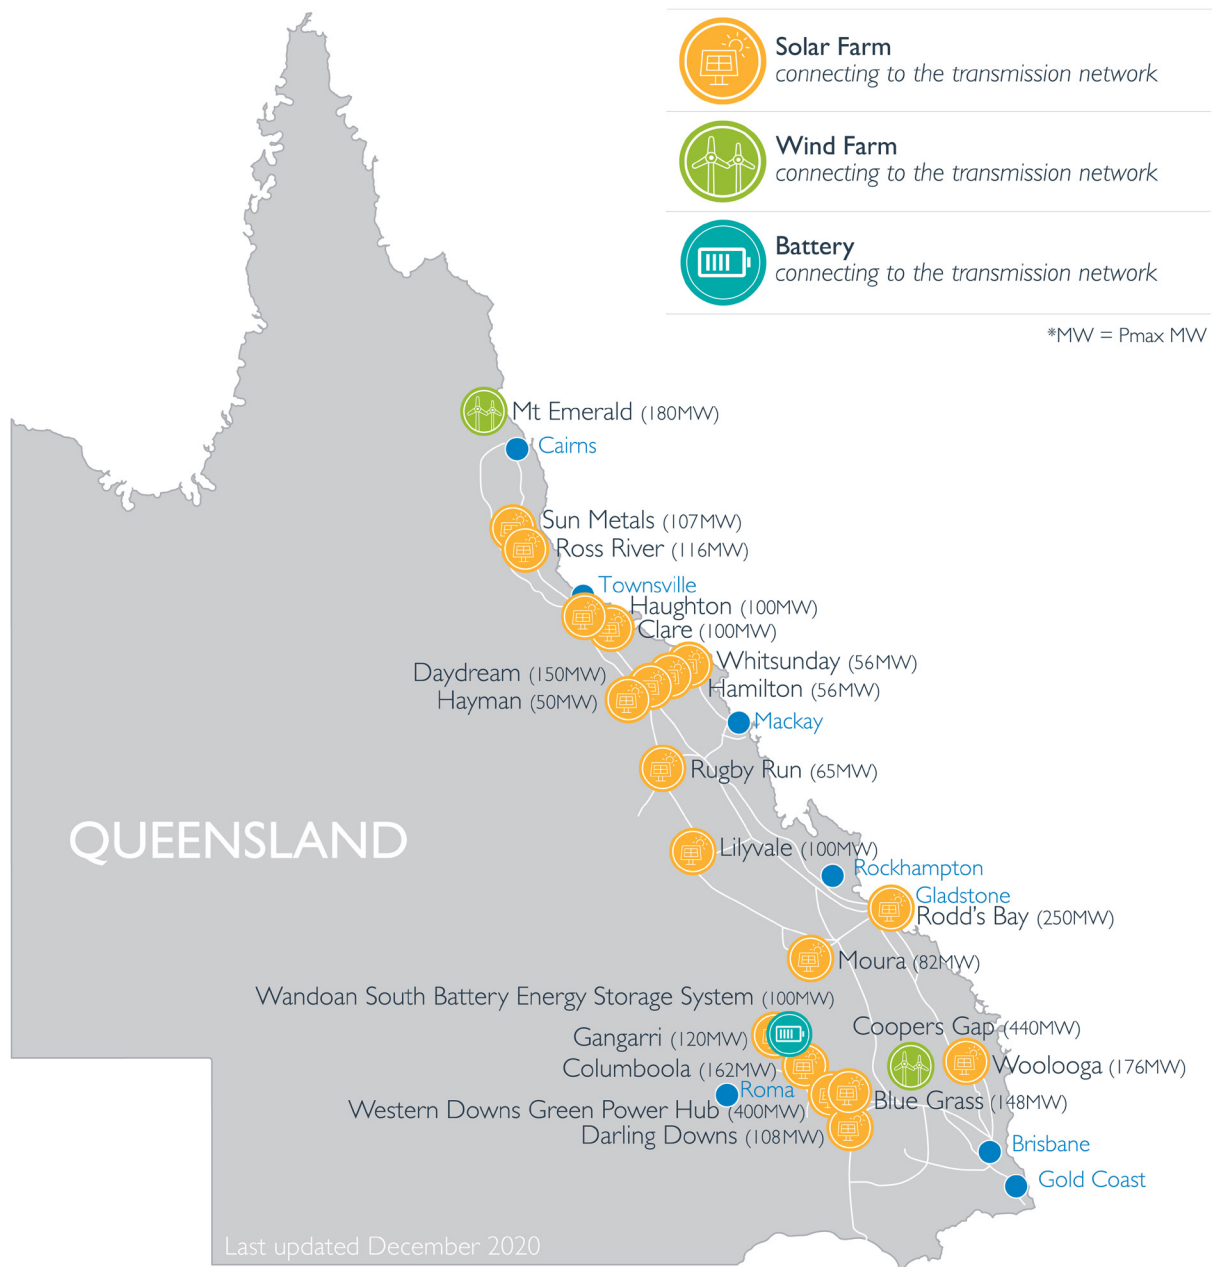 Solar Farm
connecting to the transmission network
Wind Farm
connecting to the transmission network
Battery
connecting to the transmission network
*MW = Pmax MW
Mt Emerald (180MW)
Cairns
Sun Metals (107MW)
Ross River (116MW)
Townsville
Haughton (100MW)
Clare (100MW)
Whitsunday (56MW)
Daydream (150MW)
Hamilton (56MW)
Hayman (50MW)
Mackay
Rugby Run (65MW)
QUEENSLAND
Lilyvale (100MW)
Rockhampton
Gladstone
Rodd's Bay (250MW)
Moura (82MW)
Wandoan South Battery Energy Storage System (100MW)
Coopers Gap (440MW)
Gangarri (120MW)
Woolooga (176MW)
Columboola (162MW)
Roma
Blue Grass (148MW)
Western Downs Green Power Hub (400MW)
Darling Downs (108MW)
Brisbane
Gold Coast
Last updated December 2020